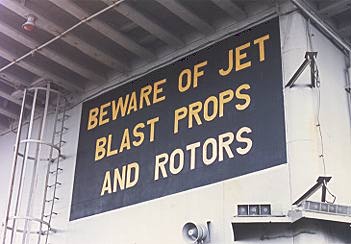 BEWARE OF JET
BLAST PROPS
AND ROTORS